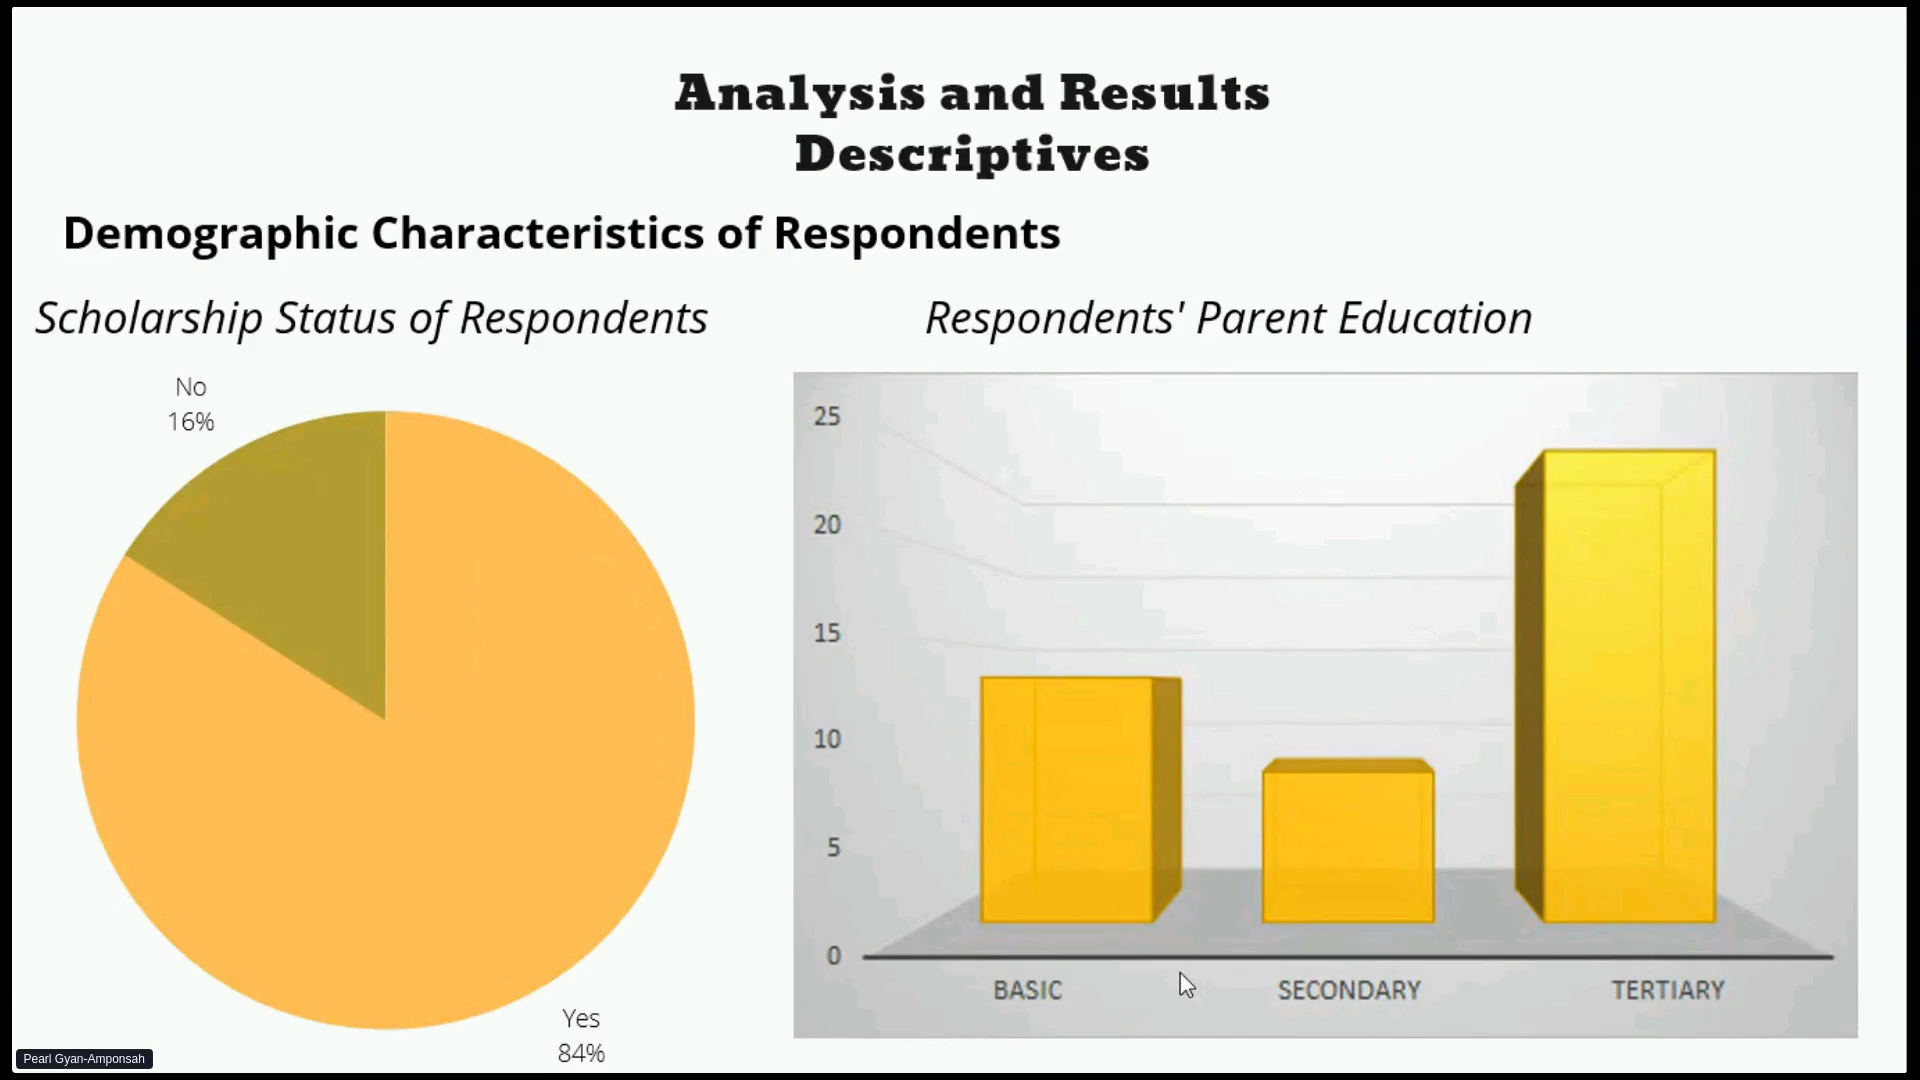 Analysis and Results
Descriptives
Demographic Characteristics of Respondents
Scholarship Status of Respondents
Respondents' Parent Education
No
16%
Yes
84%
25
20
15
10
5
0
BASIC
SECONDARY
TERTIARY
Pearl Gyan-Amponsah